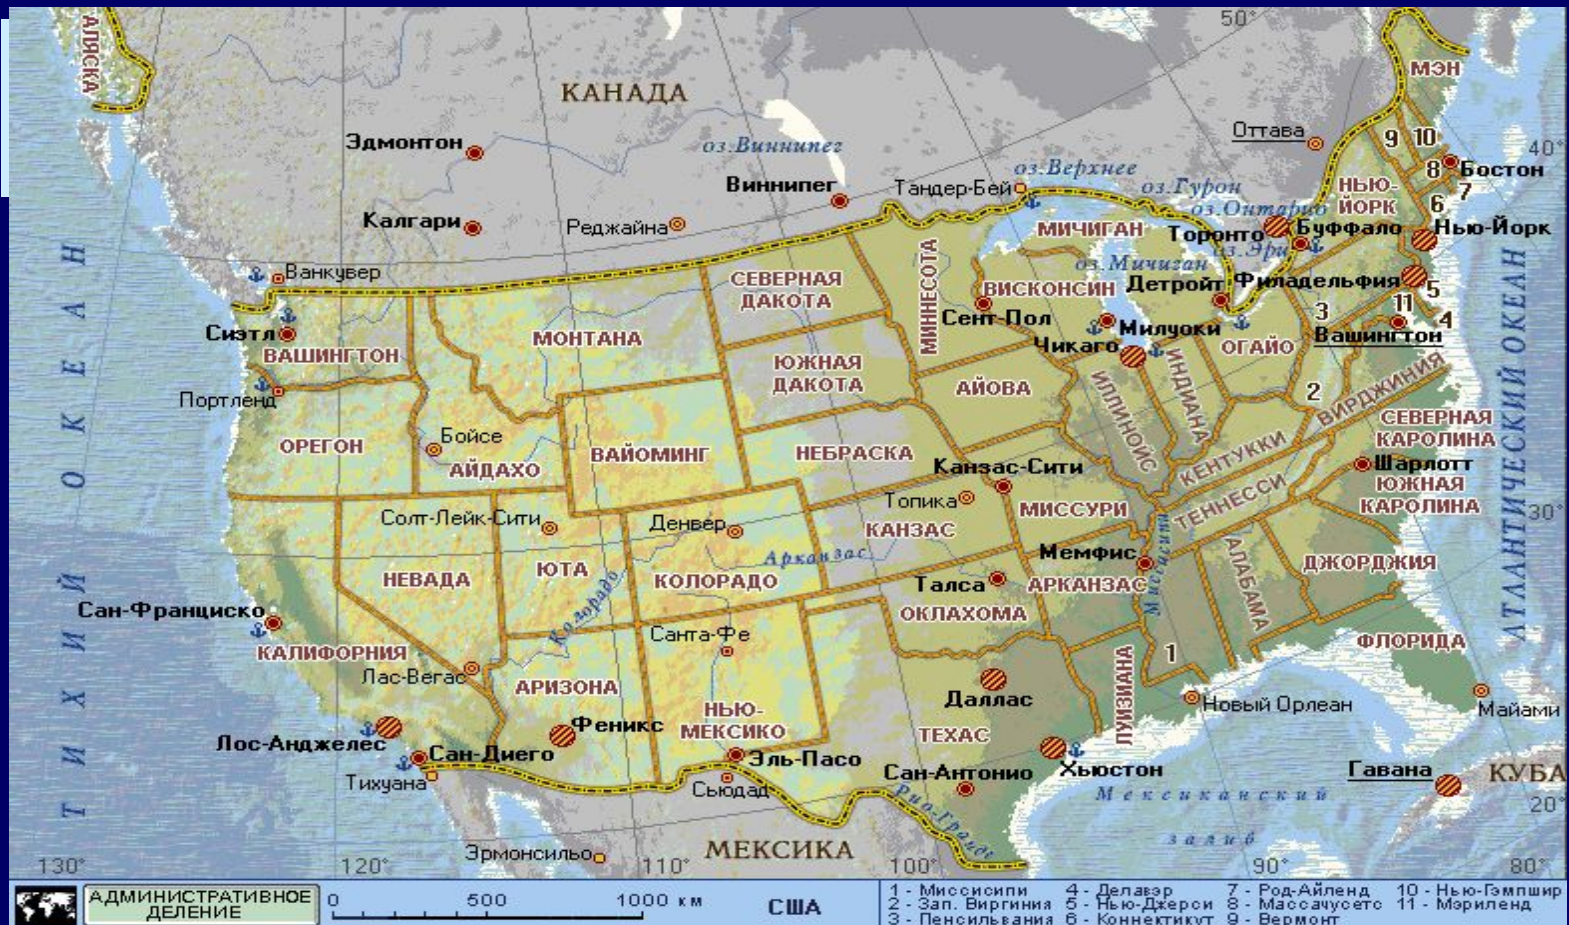 АЛЯСКА
50°
МЭН
КАНАДА
Эдмонтон
оз.Виннипег
Оттава
9
10
40°
Виннипег
Тандер-Бей
оз.Верхнее
оз.Гурон
8
Бостон
НЬЮ-
ЙОРК
7
6
Калгари
Реджайна
оз.Онтарио
МИЧИГАН
Торонто
Буффало
Нью-Йорк
оз.Эри
Ванкувер
СЕВЕРНАЯ
ДАКОТА
МИННЕСОТА
оз.Мичиган
ВИСКОНСИН
Детройт
Филадельфия
5
11
4
3
Сиэтл
ВАШИНГТОН
МОНТАНА
Сент-Пол
Милуоки
Вашингтон
Чикаго
ОГАЙО
ЮЖНАЯ
ДАКОТА
ИНДИАНА
ИЛЛИНОЙС
АЙОВА
2
ВИРДЖИНИЯ
Портленд
СЕВЕРНАЯ
КАРОЛИНА
ОРЕГОН
Бойсе
АЙДАХО
ВАЙОМИНГ
НЕБРАСКА
КЕНТУККИ
Канзас-Сити
Шарлотт
ЮЖНАЯ
КАРОЛИНА
Топика
МИССУРИ
ТЕННЕССИ
30°
Солт-Лейк-Сити
Денвер
КАНЗАС
Арканзас
Мемфис
Миссисипи
АЛАБАМА
ДЖОРДЖИЯ
НЕВАДА
ЮТА
КОЛОРАДО
Колорадо
Талса
АРКАНЗАС
ОКЛАХОМА
Сан-Франциско
Санта-Фе
ФЛОРИДА
КАЛИФОРНИЯ
Лас-Вегас
АРИЗОНА
1
ЛУИЗИАНА
Даллас
НЬЮ-
МЕКСИКО
Новый Орлеан
Майами
Феникс
ТЕХАС
Лос-Анджелес
Сан-Диего
Эль-Пасо
Сан-Антонио
Хьюстон
Гавана
КУБА
Тихуана
Сьюдад
Рио-Гранде
Мексиканский
залив
20°
Эрмонсильо
МЕКСИКА
130°
120°
110°
100°
90°
80°
ТИХИЙ ОКЕАН
АТЛАНТИЧЕСКИЙ ОКЕАН
АДМИНИСТРАТИВНОЕ
ДЕЛЕНИЕ
0 500 1000 км
США
1 - Миссисипи 4 - Делавэр 7 - Род-Айленд 10 - Нью-Гэмпшир
2 - Зап. Виргиния 5 - Нью-Джерси 8 - Массачусетс 11 - Мэриленд
3 - Пенсильвания 6 - Коннектикут 9 - Вермонт